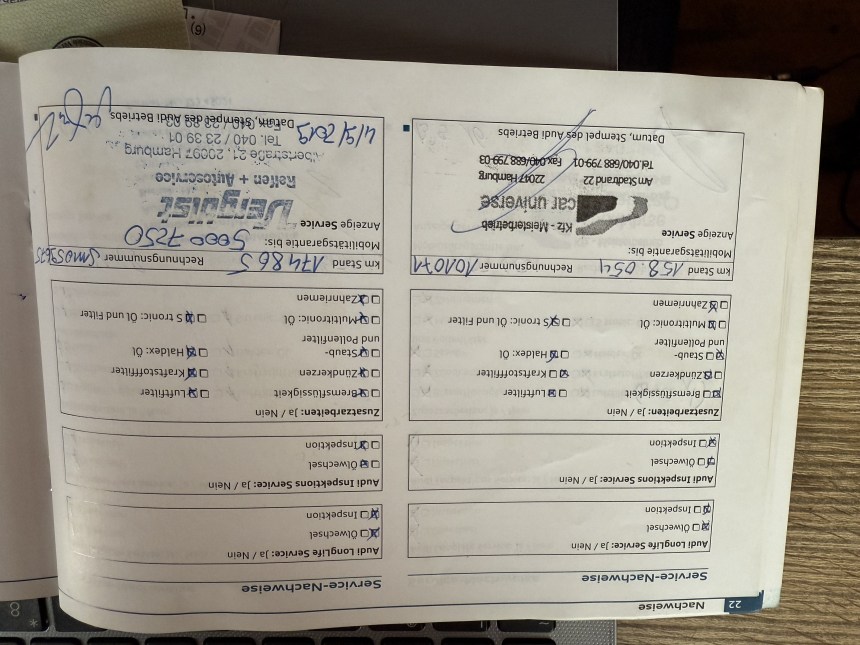 22 Nachweise
Service-Nachweise
Audi LongLife Service: Ja / Nein
Ölwechsel
Inspektion
Audi Inspektions Service: Ja / Nein
Ölwechsel
Inspektion
Zusatzarbeiten: Ja / Nein
Bremsflüssigkeit Luftfilter
Zündkerzen Kraftstofffilter
Staub- Haldex: Öl
und Pollenfilter
Multitronic: Öl S tronic: Öl und Filter
Zahnriemen
km Stand 158.054 Rechnungsnummer 101071
Mobilitätsgarantie bis:
Anzeige Service
Kfz - Meisterbetrieb
car universe
Am Stadtrand 22 22047 Hamburg
Tel.040/688 799-01 Fax 040/688 799-03
Datum, Stempel des Audi Betriebs
Service-Nachweise
Audi LongLife Service: Ja / Nein
Ölwechsel
Inspektion
Audi Inspektions Service: Ja / Nein
Ölwechsel
Inspektion
Zusatzarbeiten: Ja / Nein
Bremsflüssigkeit Luftfilter
Zündkerzen Kraftstofffilter
Staub- Haldex: Öl
und Pollenfilter
Multitronic: Öl S tronic: Öl und Filter
Zahnriemen
km Stand 174865 Rechnungsnummer
Mobilitätsgarantie bis: 5000 7250
Anzeige Service
Vergölst
Reifen + Autoservice
Albertstraße 21, 20097 Hamburg
Tel. 040 / 23 39 01
4/9/2019
Datum, Stempel des Audi Betriebs